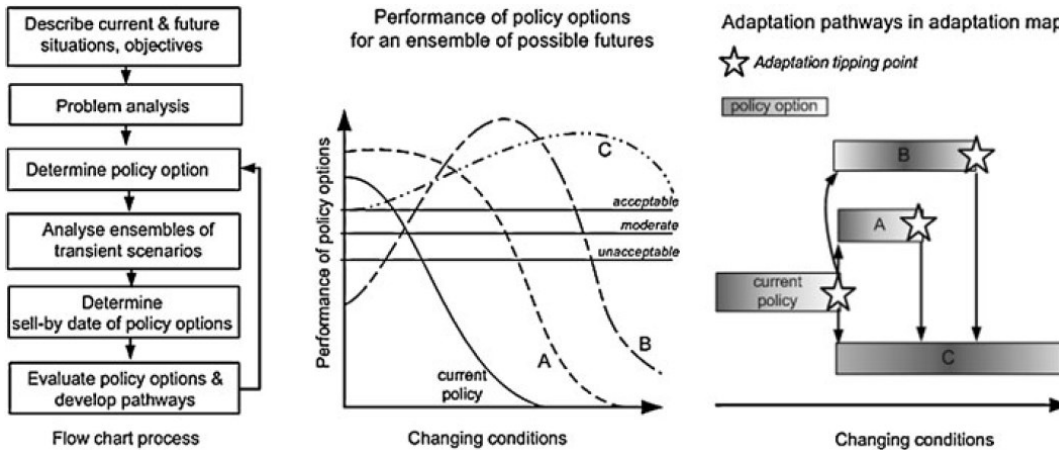 Describe current & future
situations, objectives
Problem analysis
Determine policy option
Analyse ensembles of
transient scenarios
Determine
sell-by date of policy options
Evaluate policy options &
develop pathways
Flow chart process
Performance of policy options
for an ensemble of possible futures
Performance of policy options
C
acceptable
moderate
unacceptable
A
B
current
policy
Changing conditions
Adaptation pathways in adaptation map
Adaptation tipping point
policy option
B
A
current
policy
C
Changing conditions